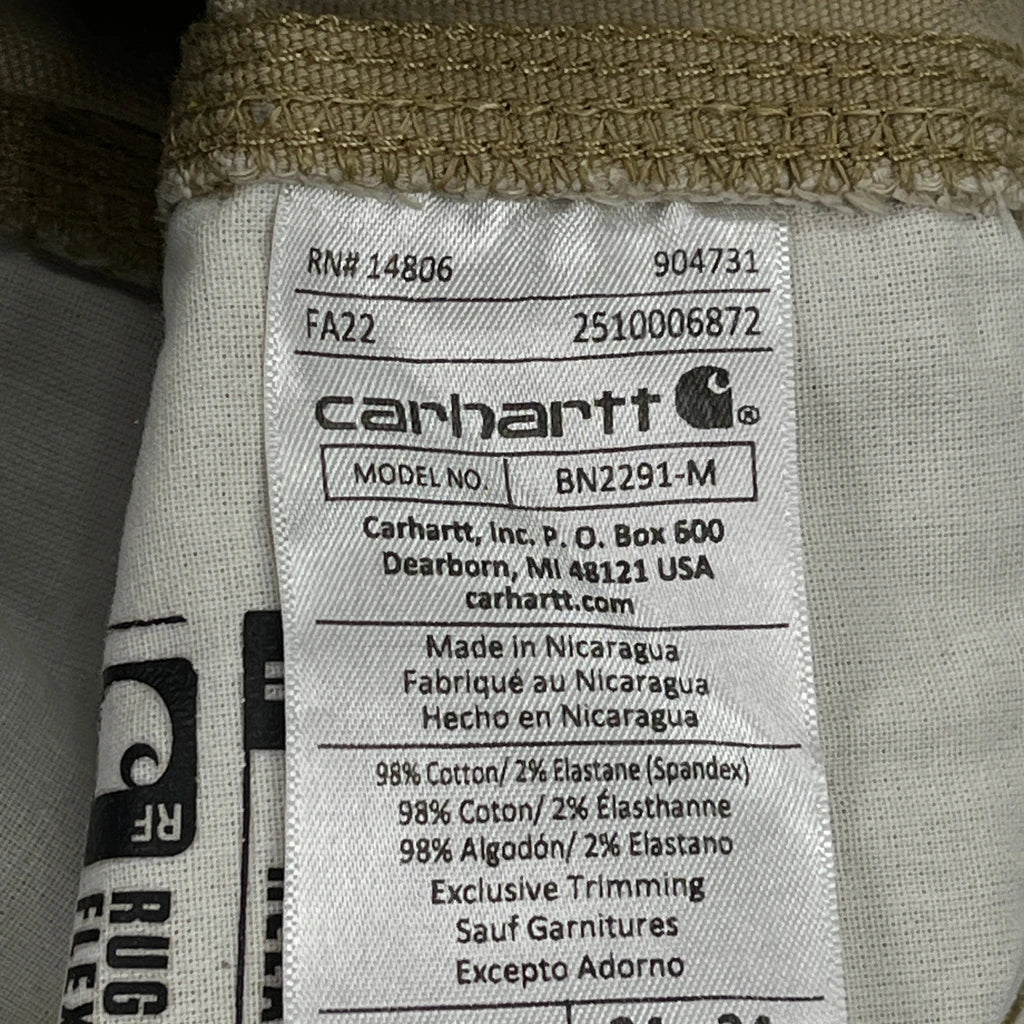 RN# 14806 904731
FA22 2510006872
carhartt ®
MODEL NO. BN2291-M
Carhartt, Inc. P. O. Box 600
Dearborn, MI 48121 USA
carhartt.com
Made in Nicaragua
Fabriqué au Nicaragua
Hecho en Nicaragua
98% Cotton/ 2% Elastane (Spandex)
98% Coton/ 2% Élasthanne
98% Algodón/ 2% Elastano
Exclusive Trimming
Sauf Garnitures
Excepto Adorno
RF
RUG
FLEX